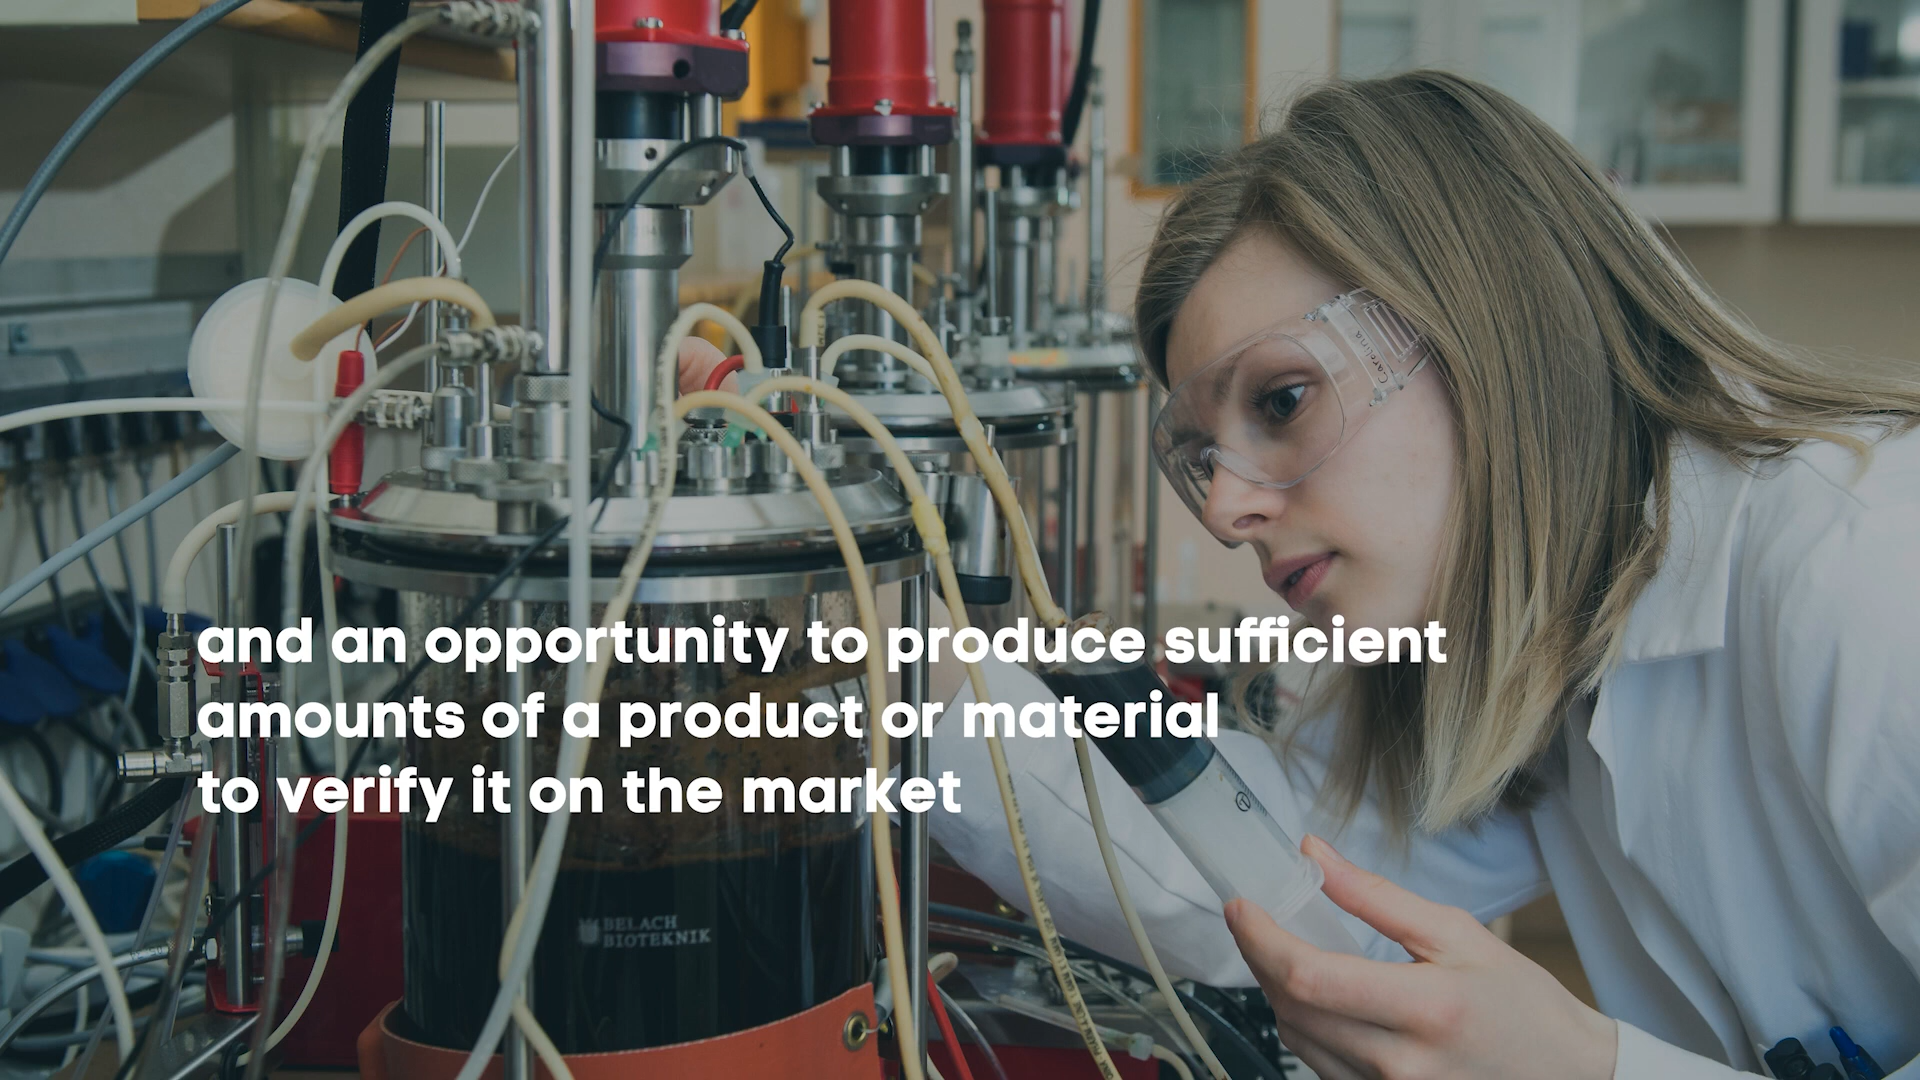 Carolina
and an opportunity to produce sufficient
amounts of a product or material
to verify it on the market
BELACH
BIOTEKNIK